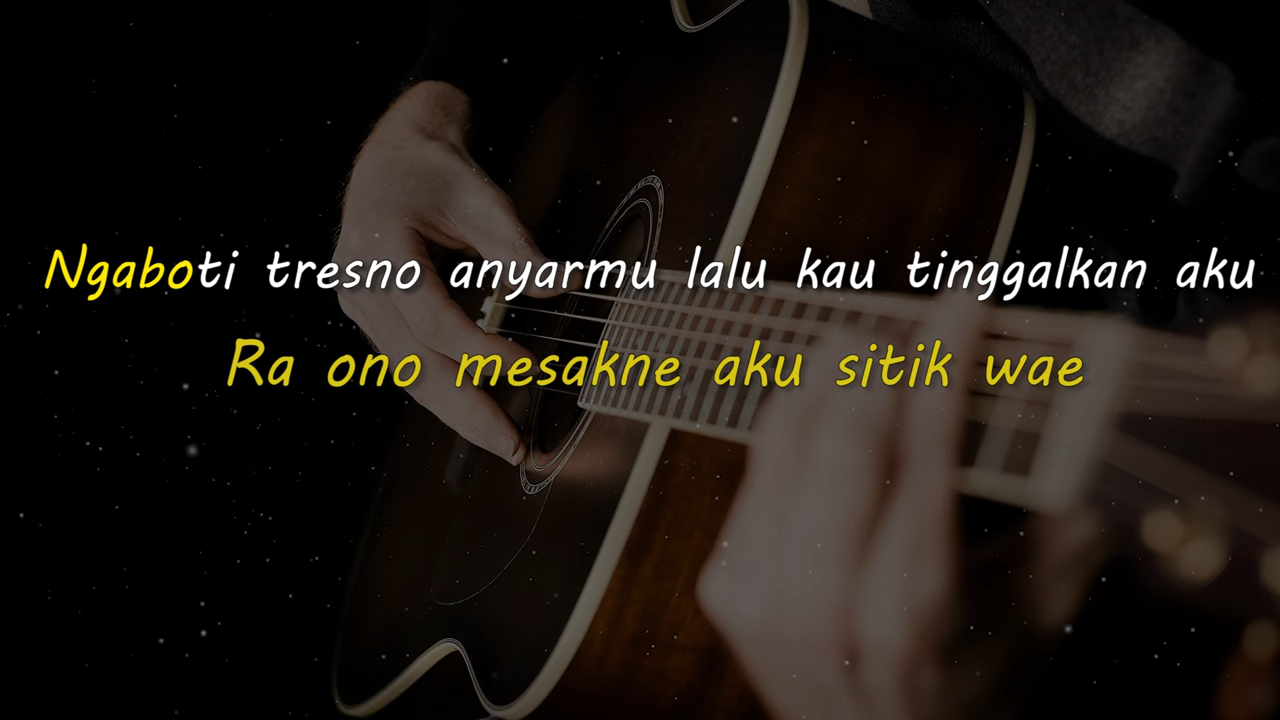 Ngaboti tresno anyarmu lalu kau tinggalkan aku
Ra ono mesakne aku sitik wae